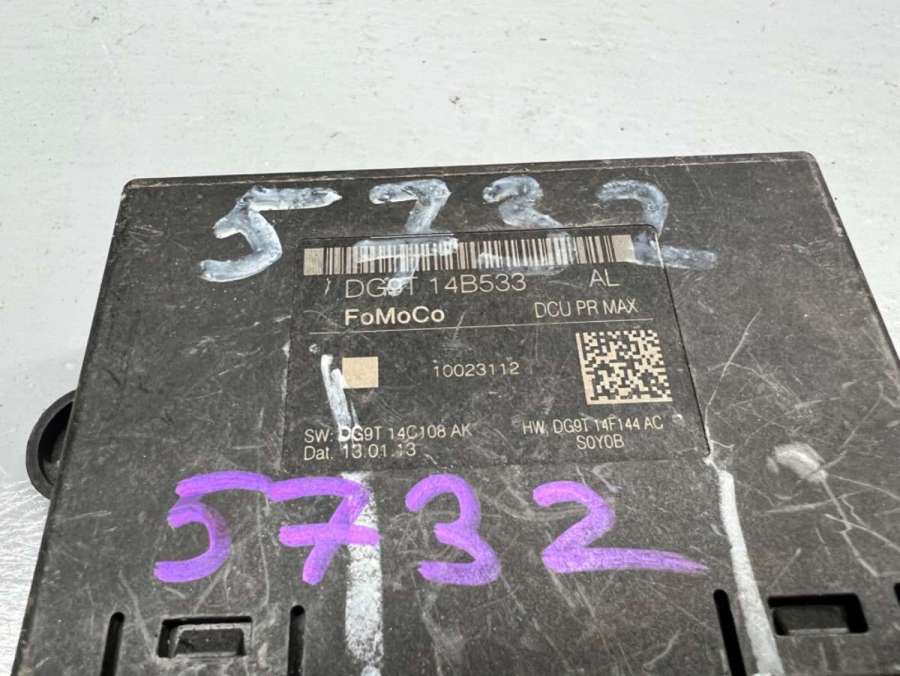 5732
DG9T 14B533 AL
FoMoCo DCU PR MAX
10023112
SW: DG9T 14C108 AK HW: DG9T 14F144 AC
Dat. 13.01.13 S0Y0B
5732